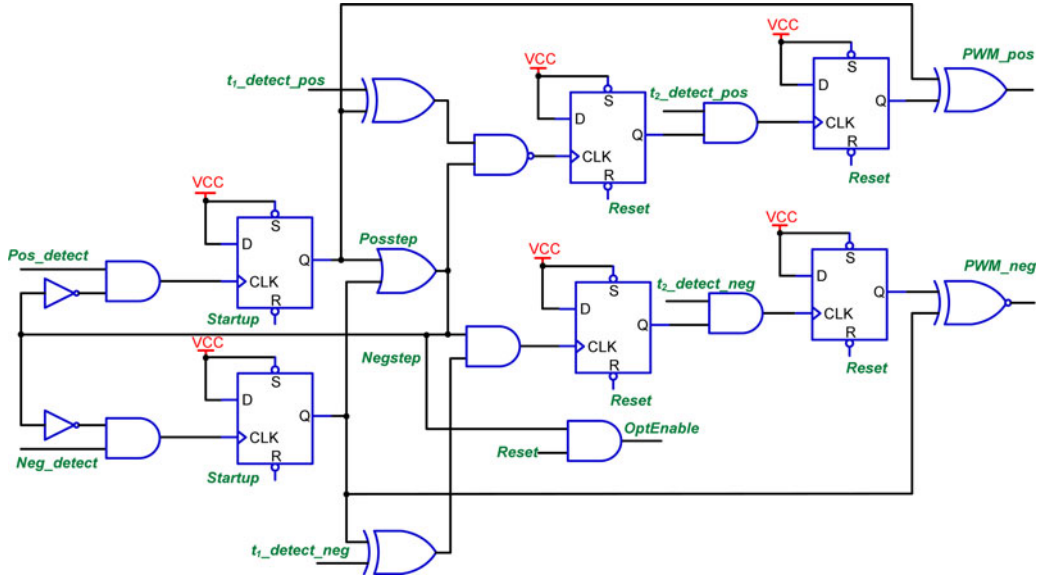 VCC
PWM_pos
S
D
Q
CLK
R
Reset
t1_detect_pos
VCC
S
D
Q
CLK
R
Reset
t2_detect_pos
VCC
S
D
Q
CLK
R
Startup
Pos_detect
Posstep
VCC
S
D
Q
CLK
R
Reset
PWM_neg
VCC
S
D
Q
CLK
R
Reset
t2_detect_neg
Negstep
VCC
S
D
Q
CLK
R
Startup
Neg_detect
OptEnable
Reset
t1_detect_neg